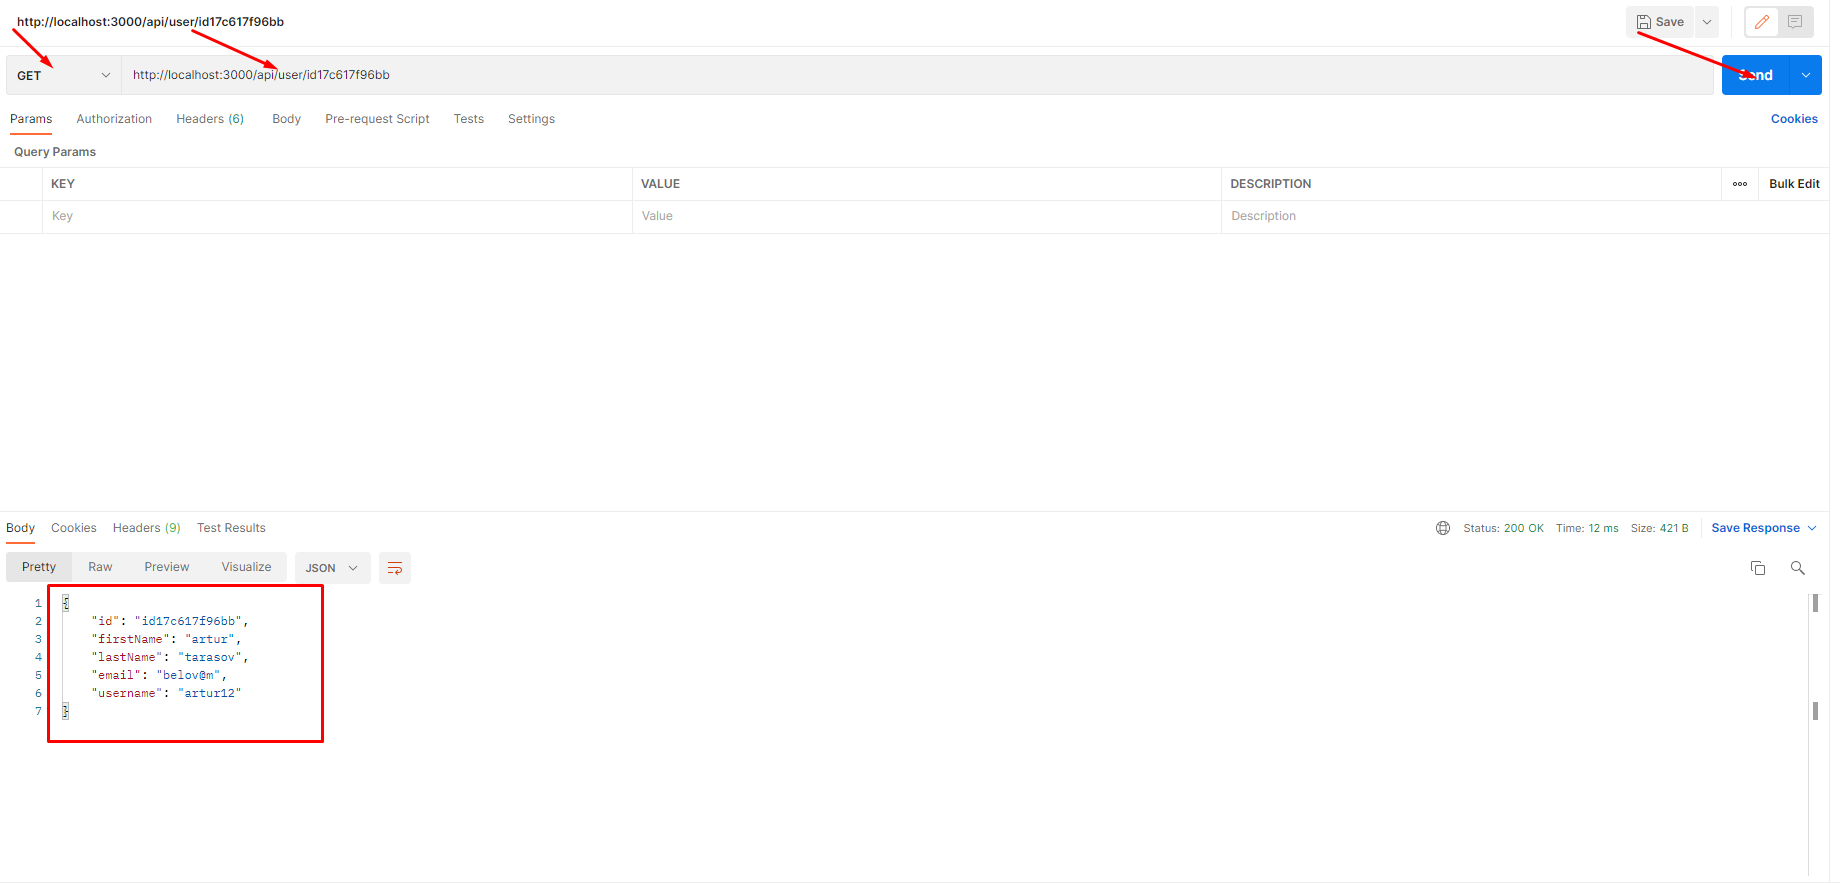 http://localhost:3000/api/user/id17c617f96bb
Save
GET http://localhost:3000/api/user/id17c617f96bb Send
Params Authorization Headers (6) Body Pre-request Script Tests Settings Cookies
Query Params
KEY VALUE DESCRIPTION ooo Bulk Edit
Key Value Description
Body Cookies Headers (9) Test Results Status: 200 OK Time: 12 ms Size: 421 B Save Response
Pretty Raw Preview Visualize JSON
1 {
2 "id": "id17c617f96bb",
3 "firstName": "artur",
4 "lastName": "tarasov",
5 "email": "belov@m",
6 "username": "artur12"
7 }